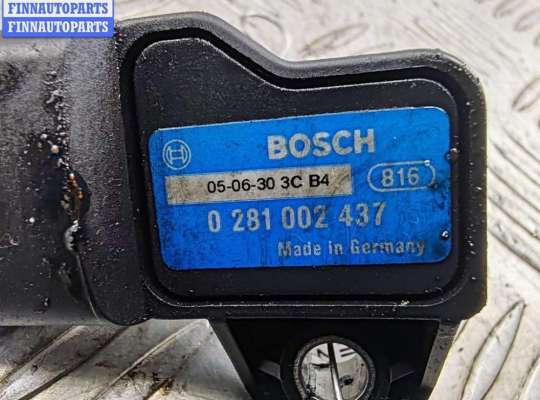 FINNAUTOPARTS
FINNAUTOPARTS
BOSCH
05-06-30 3C B4
816
0 281 002 437
Made in Germany